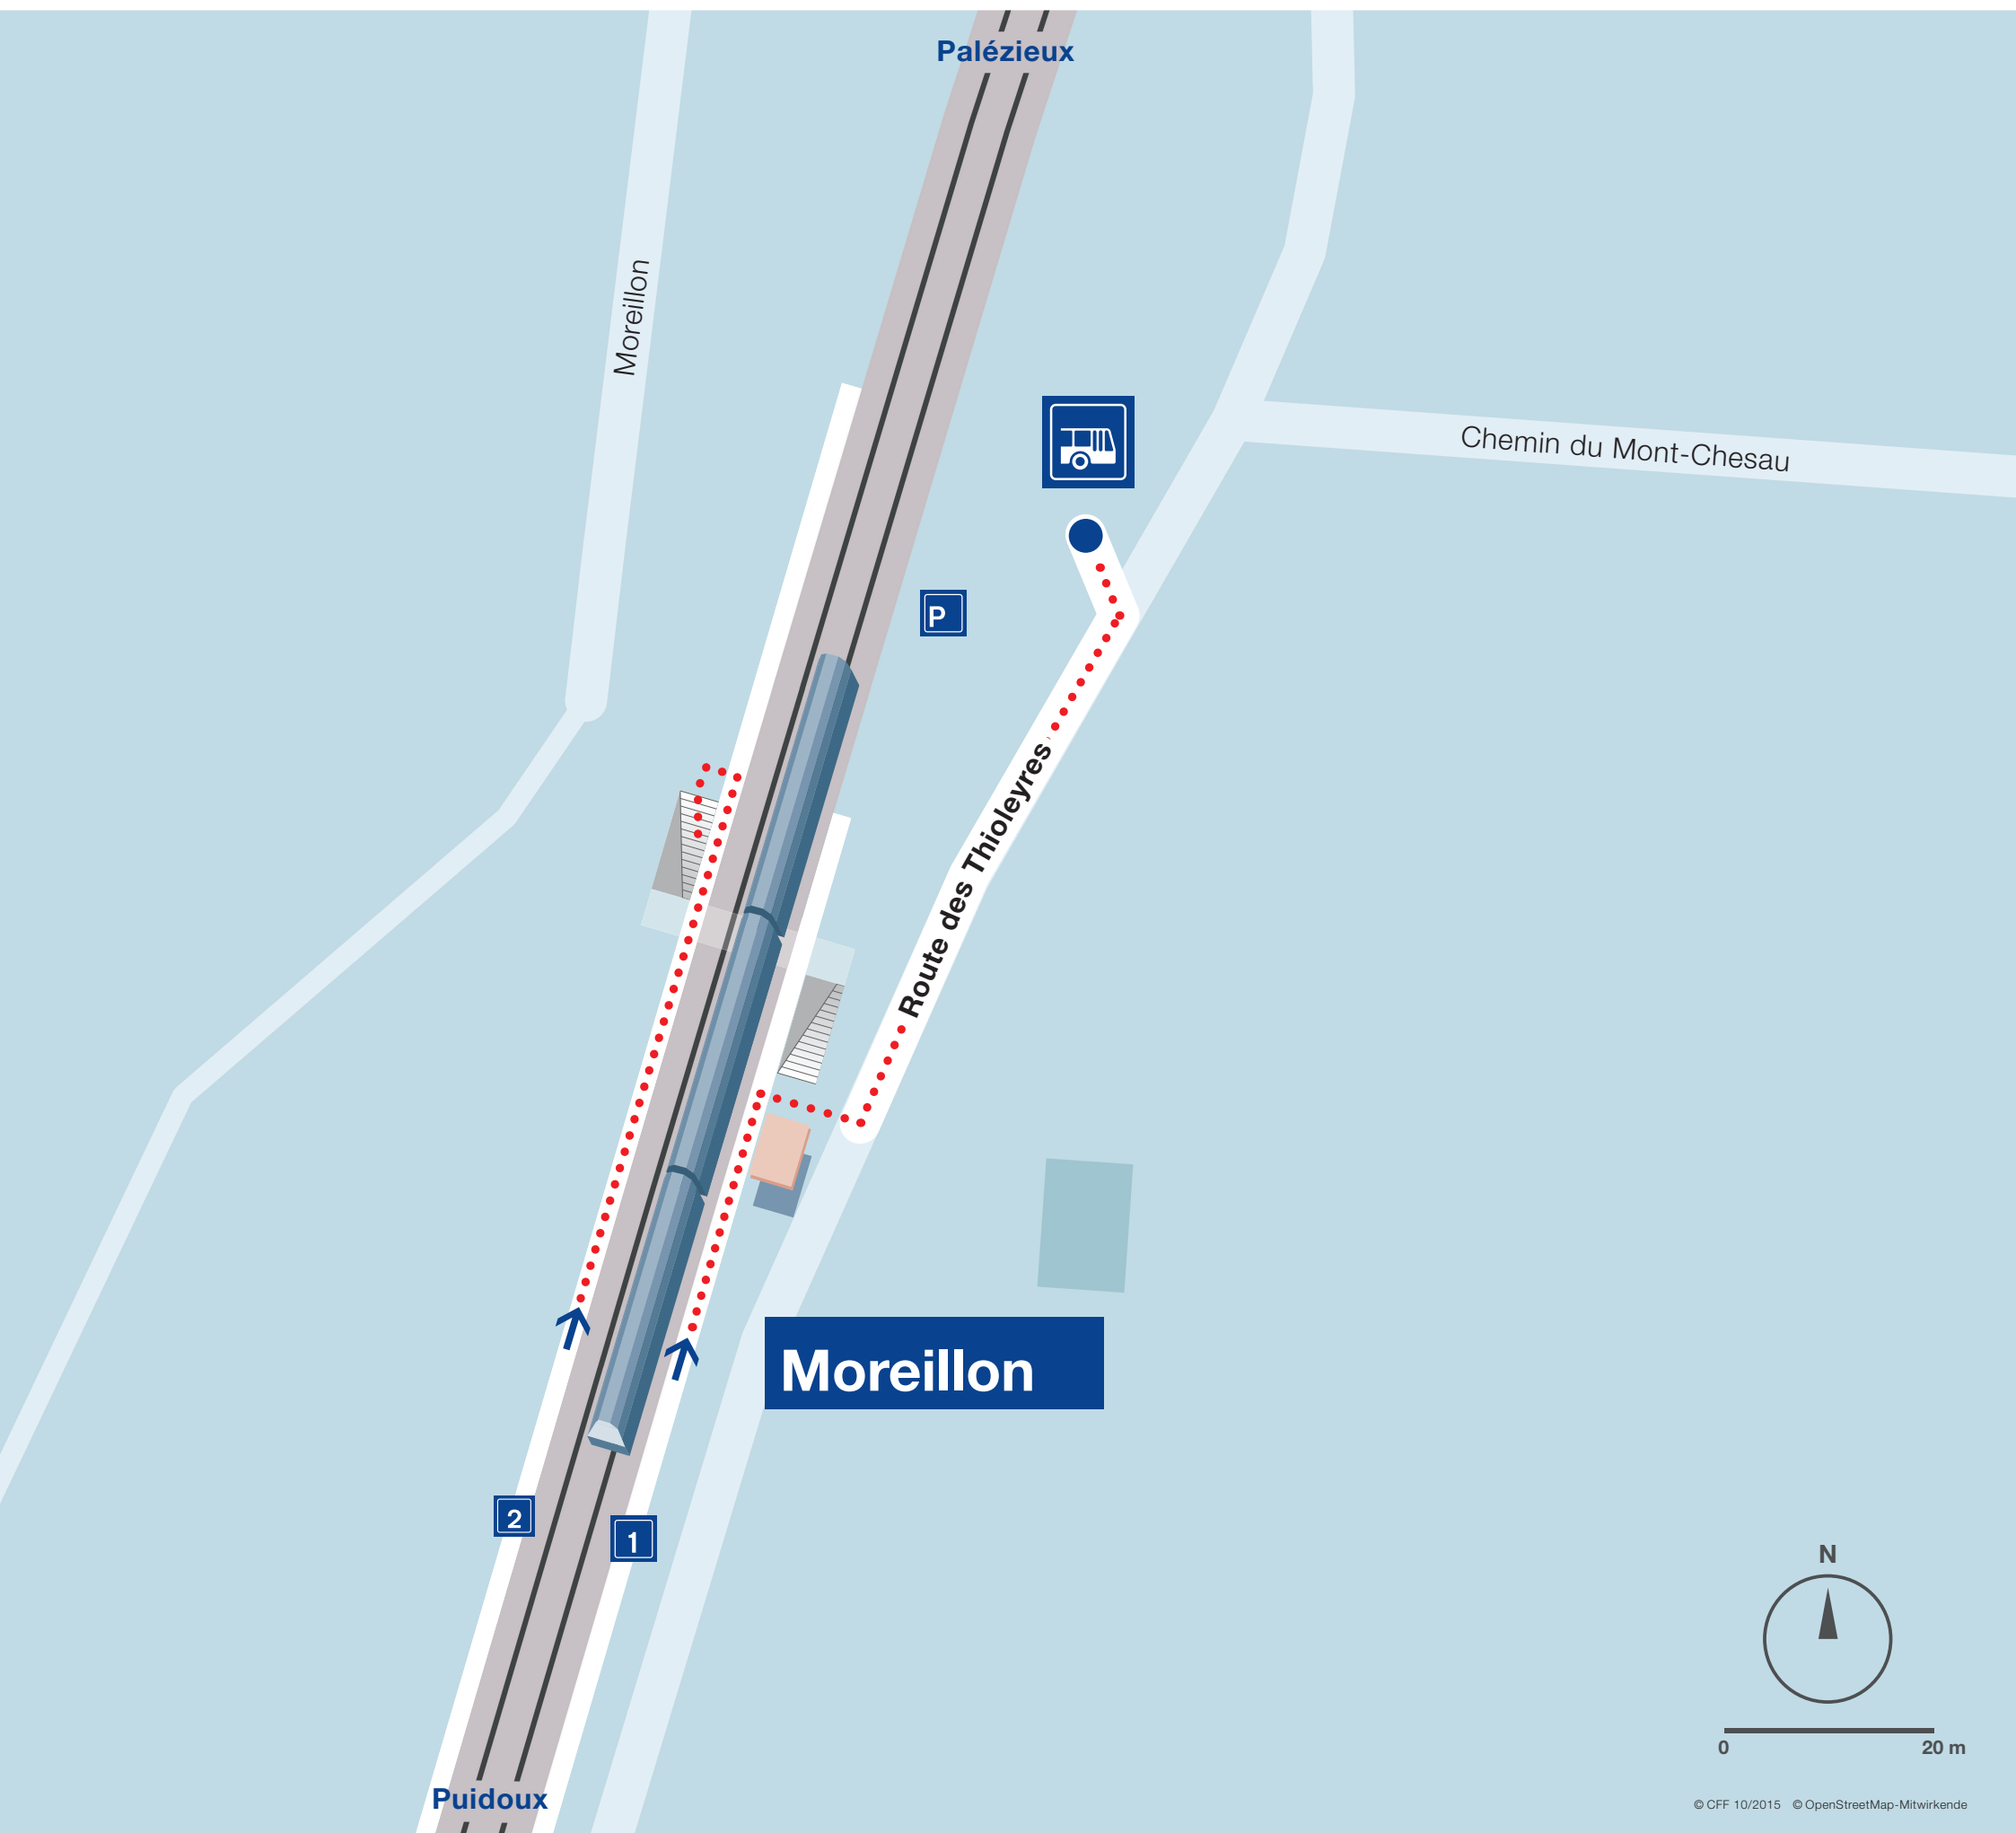 Palézieux
Moreillon
Chemin du Mont-Chesau
P
Route des Thioleyres
Moreillon
2
1
N
0 20 m
Puidoux
© CFF 10/2015 © OpenStreetMap-Mitwirkende